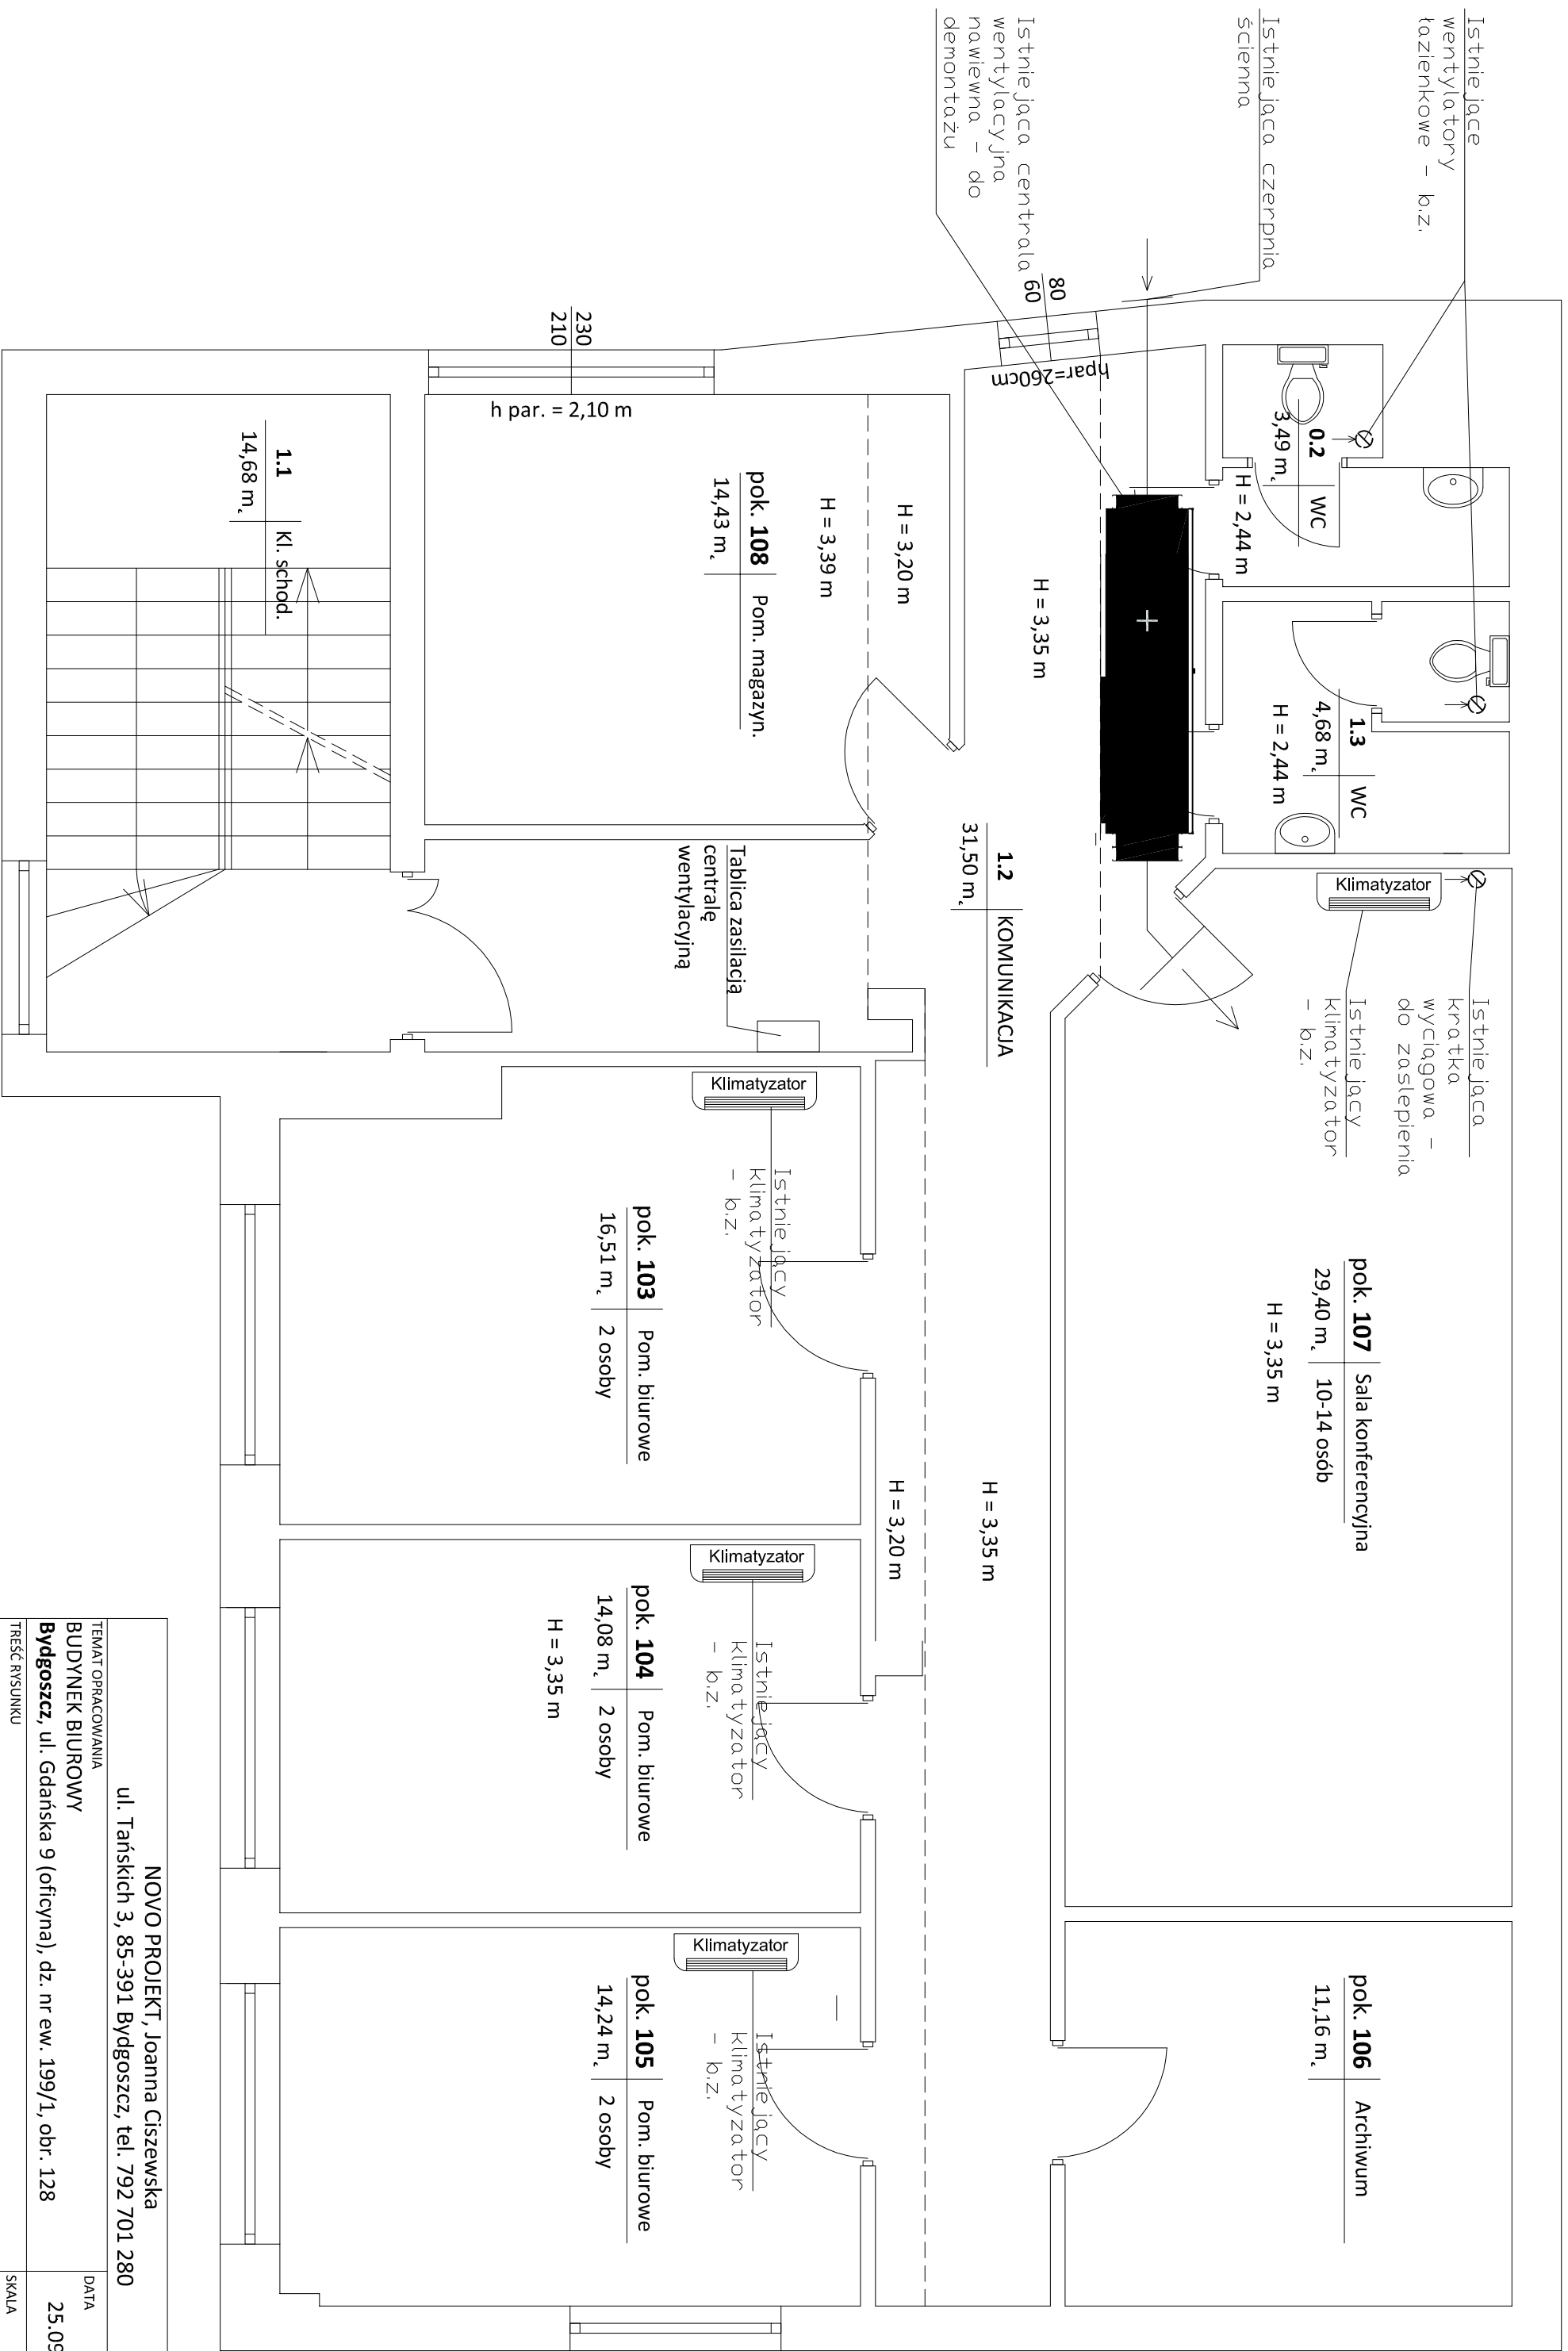 Istniejące
wentylatory
łazienkowe - b.z.
Istniejąca czerpnia
ścienna
Istniejąca centrala
wentylacyjna
nawiewna - do
demontażu
80
60
hpar=260cm
230
210
h par. = 2,10 m
0.2
WC
3,49 m
H = 2,44 m
1.3
WC
4,68 m
H = 2,44 m
Klimatyzator
Istniejąca
kratka
wyciągowa -
do zaslepienia
Istniejący
klimatyzator
- b.z.
pok. 107
Sala konferencyjna
29,40 m
10-14 osób
H = 3,35 m
pok. 106
Archiwum
11,16 m
H = 3,35 m
1.2
KOMUNIKACJA
31,50 m
H = 3,35 m
H = 3,20 m
H = 3,20 m
H = 3,39 m
pok. 108
Pom. magazyn.
14,43 m
Tablica zasilacją
centralę
wentylacyjną
1.1
Kl. schod.
14,68 m
Klimatyzator
Istniejący
klimatyzator
- b.z.
pok. 103
Pom. biurowe
16,51 m
2 osoby
Klimatyzator
Istniejący
klimatyzator
- b.z.
pok. 104
Pom. biurowe
14,08 m
2 osoby
H = 3,35 m
Klimatyzator
Istniejący
klimatyzator
- b.z.
pok. 105
Pom. biurowe
14,24 m
2 osoby
NOVO PROJEKT, Joanna Ciszewska
ul. Tańskich 3, 85-391 Bydgoszcz, tel. 792 701 280
TEMAT OPRACOWANIA
BUDYNEK BIUROWY
Bydgoszcz, ul. Gdańska 9 (oficyna), dz. nr ew. 199/1, obr. 128
DATA
25.09
TREŚĆ RYSUNKU
SKALA